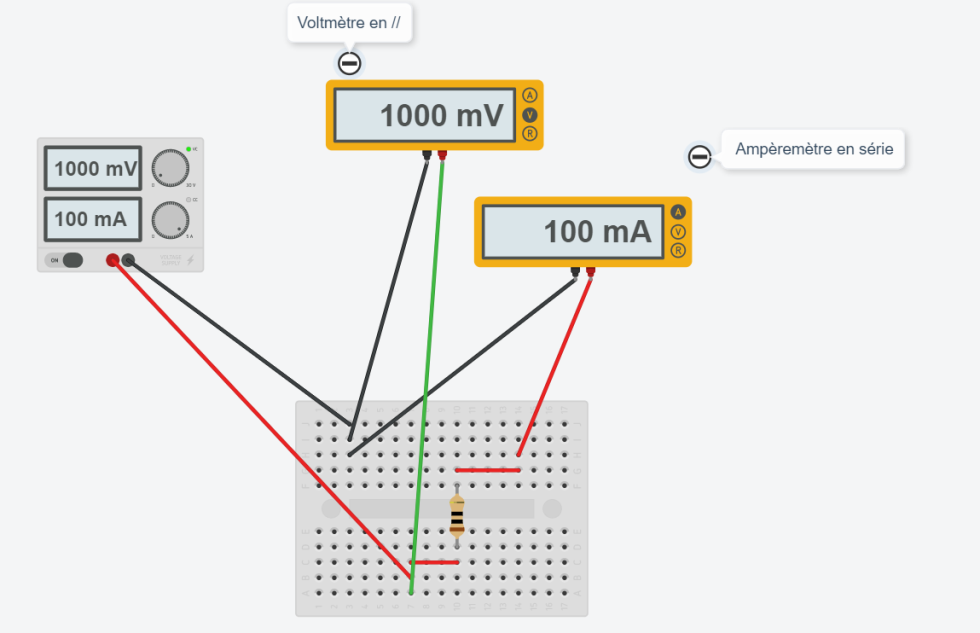 Voltmètre en //
1000 mV
A
V
R
Ampèremètre en série
1000 mV
100 mA
100 mA
A
V
R
ON